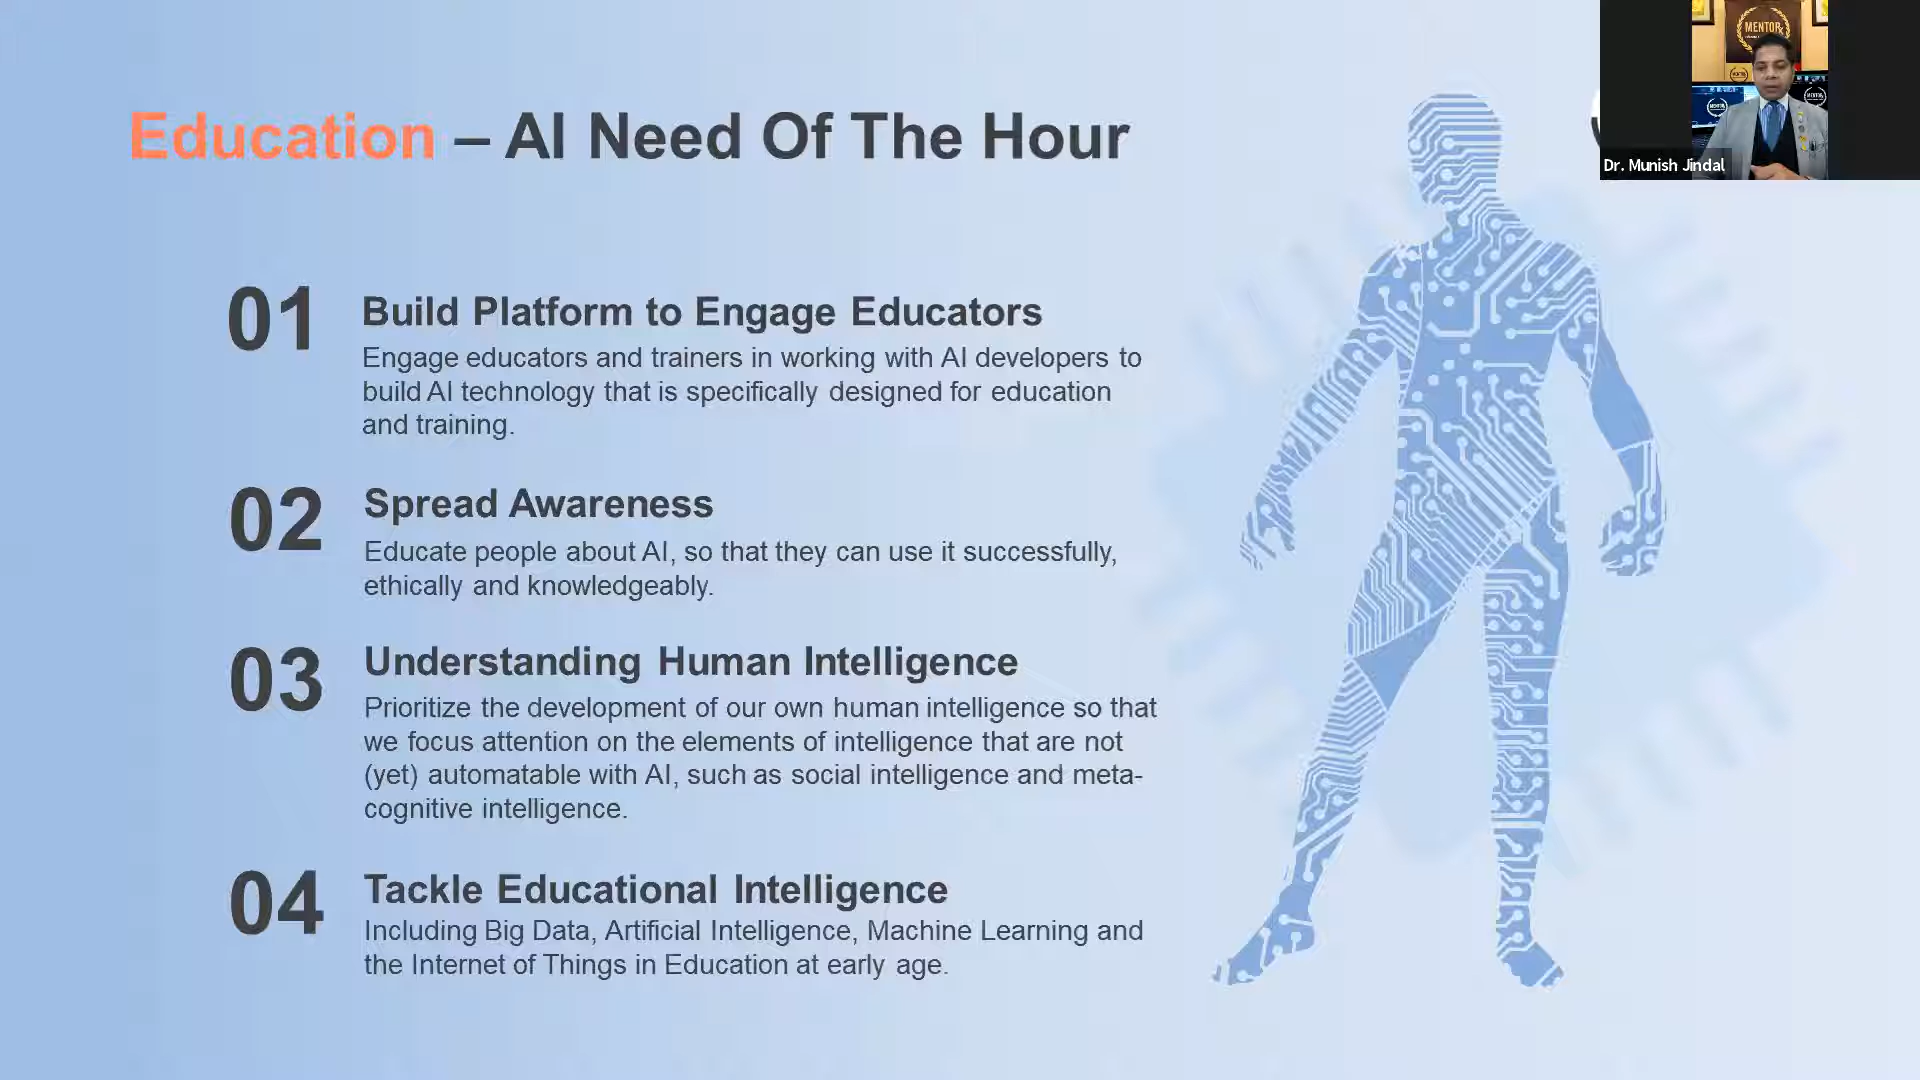 Education – AI Need Of The Hour
MENTORx
Dr. Munish Jindal
01
Build Platform to Engage Educators
Engage educators and trainers in working with AI developers to
build AI technology that is specifically designed for education
and training.
02
Spread Awareness
Educate people about AI, so that they can use it successfully,
ethically and knowledgeably.
03
Understanding Human Intelligence
Prioritize the development of our own human intelligence so that
we focus attention on the elements of intelligence that are not
(yet) automatable with AI, such as social intelligence and meta-
cognitive intelligence.
04
Tackle Educational Intelligence
Including Big Data, Artificial Intelligence, Machine Learning and
the Internet of Things in Education at early age.